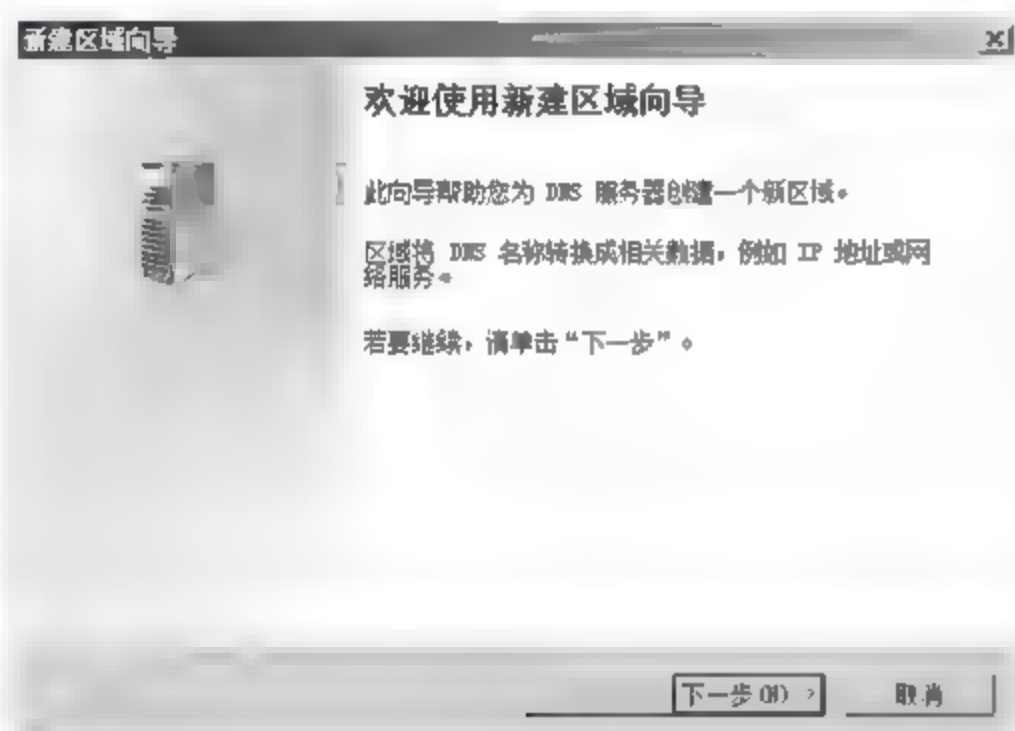 新建区域向导
欢迎使用新建区域向导
此向导帮助您为 DNS 服务器创建一个新区域。
区域将 DNS 名称转换成相关数据，例如 IP 地址或网
络服务。
若要继续，请单击“下一步”。
下一步(N) >
取消